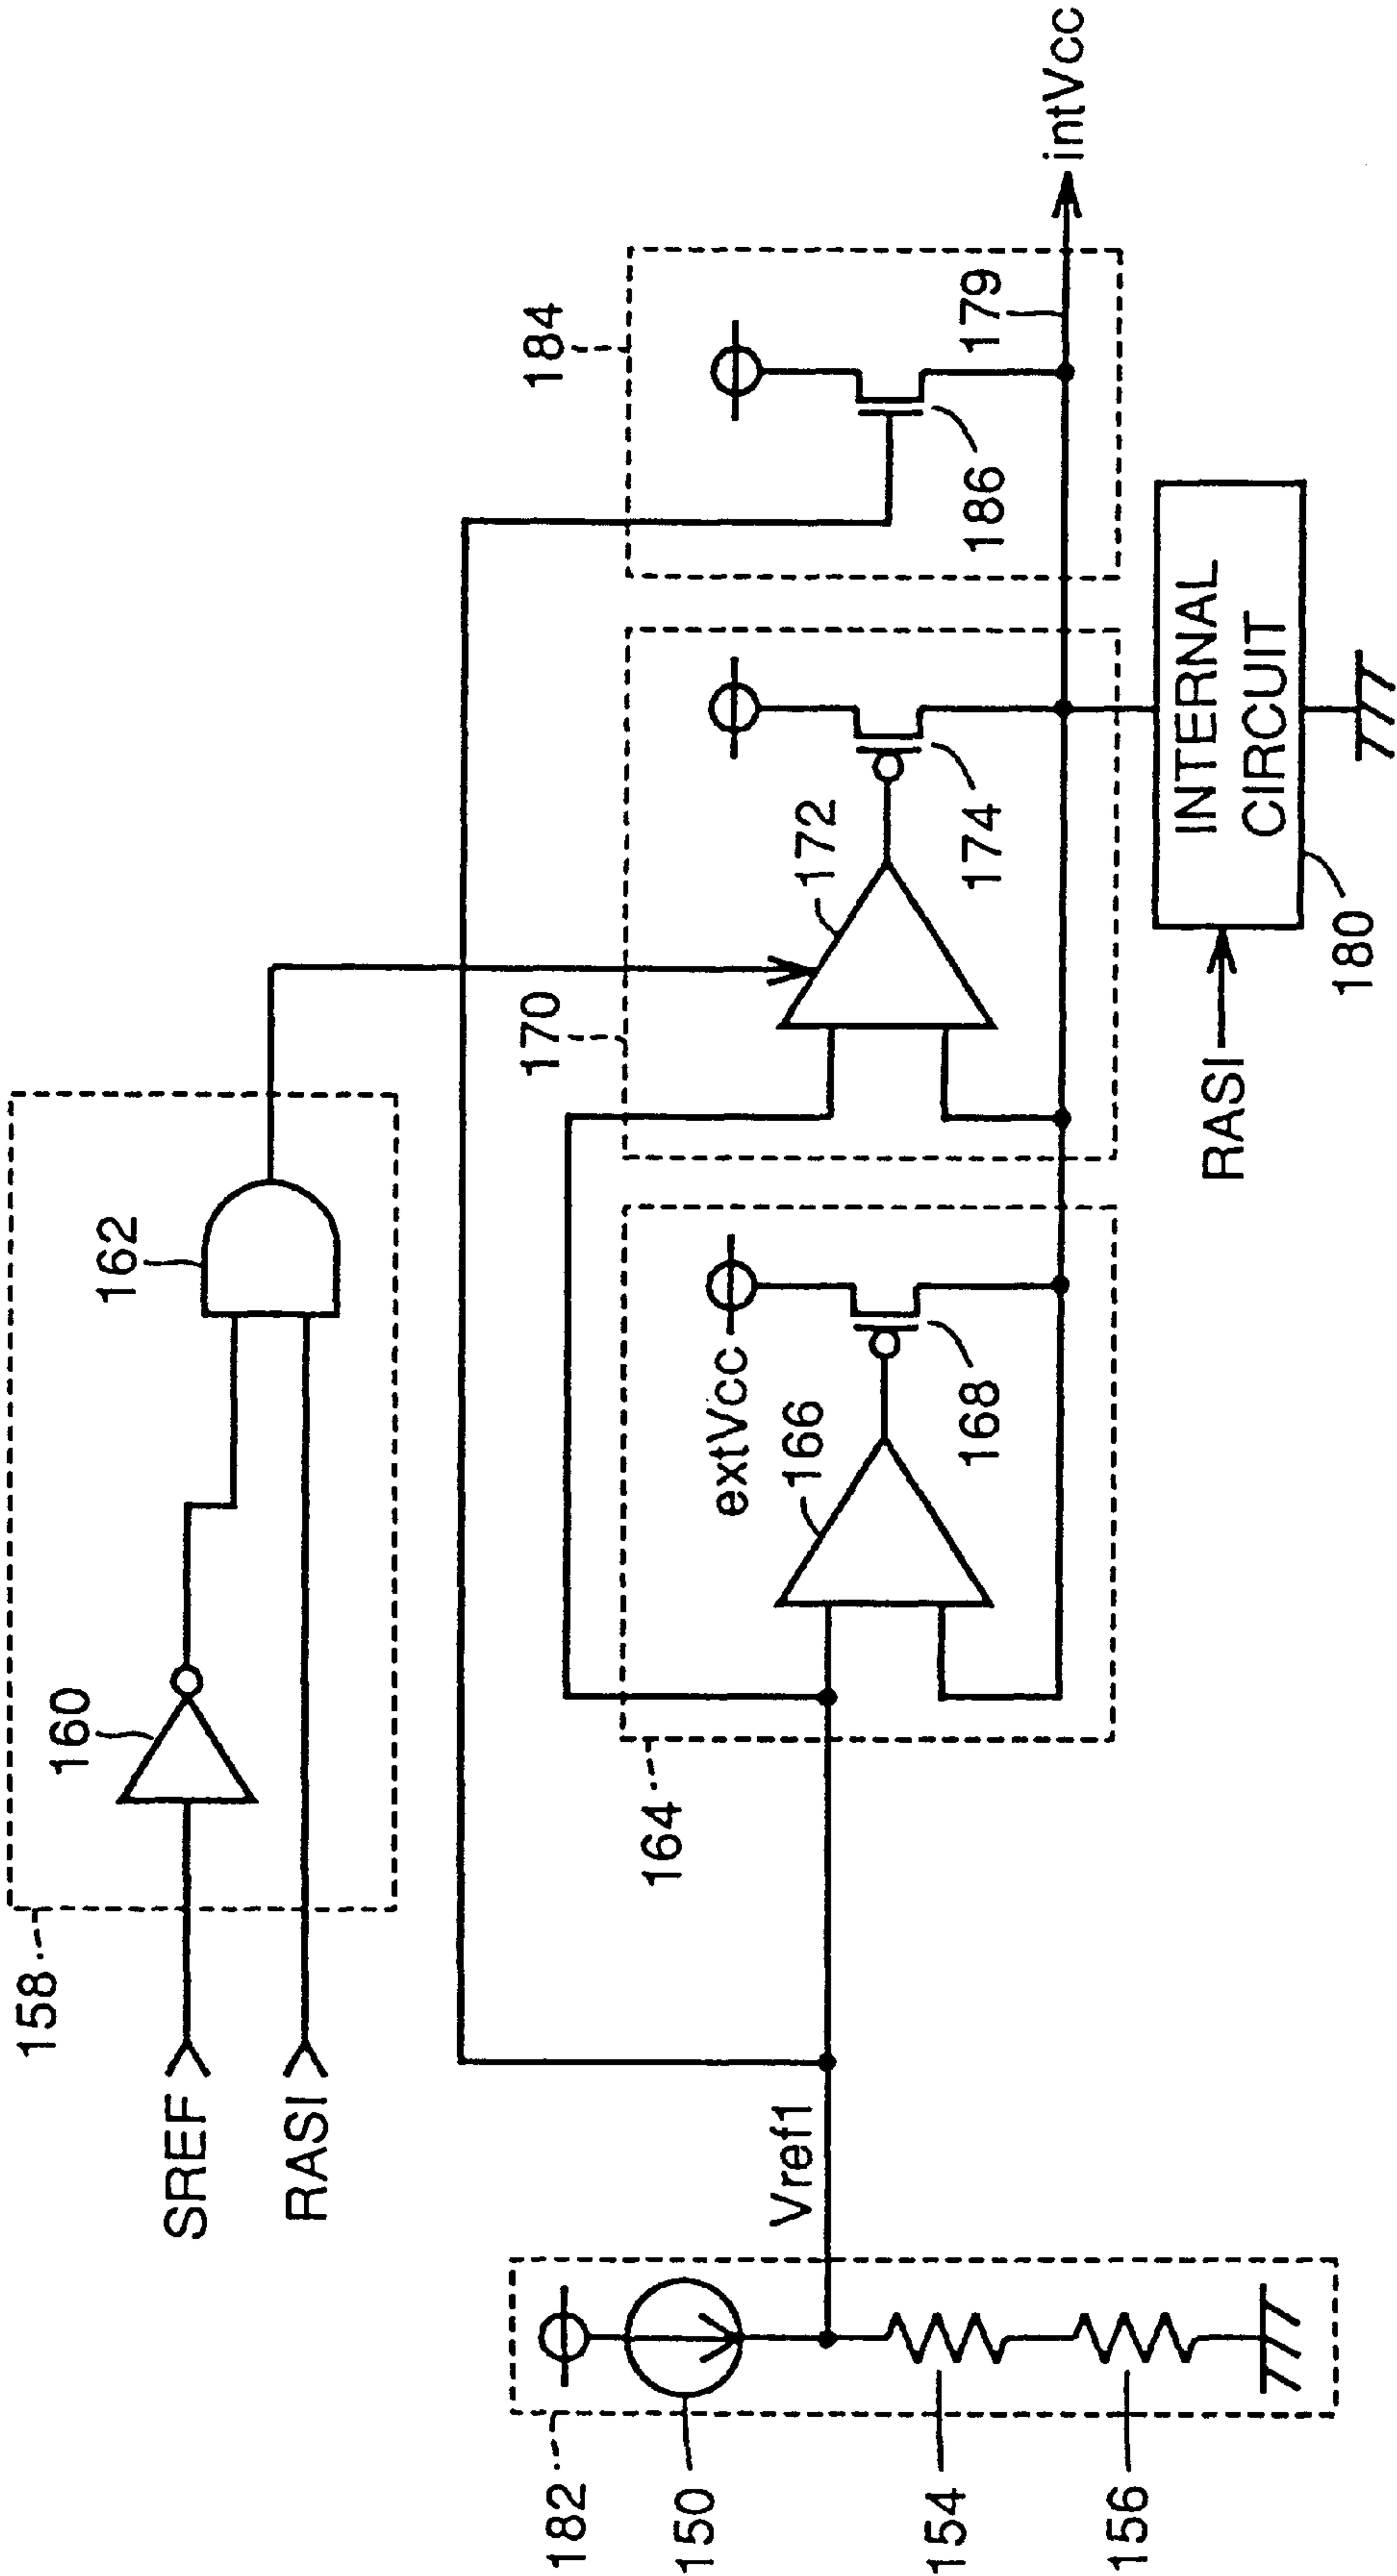 158
SREF
RASI
160
162
184
170
182
150
154
156
Vref1
164
extVcc
166
168
172
174
186
179
intVcc
RASI
INTERNAL
CIRCUIT
180